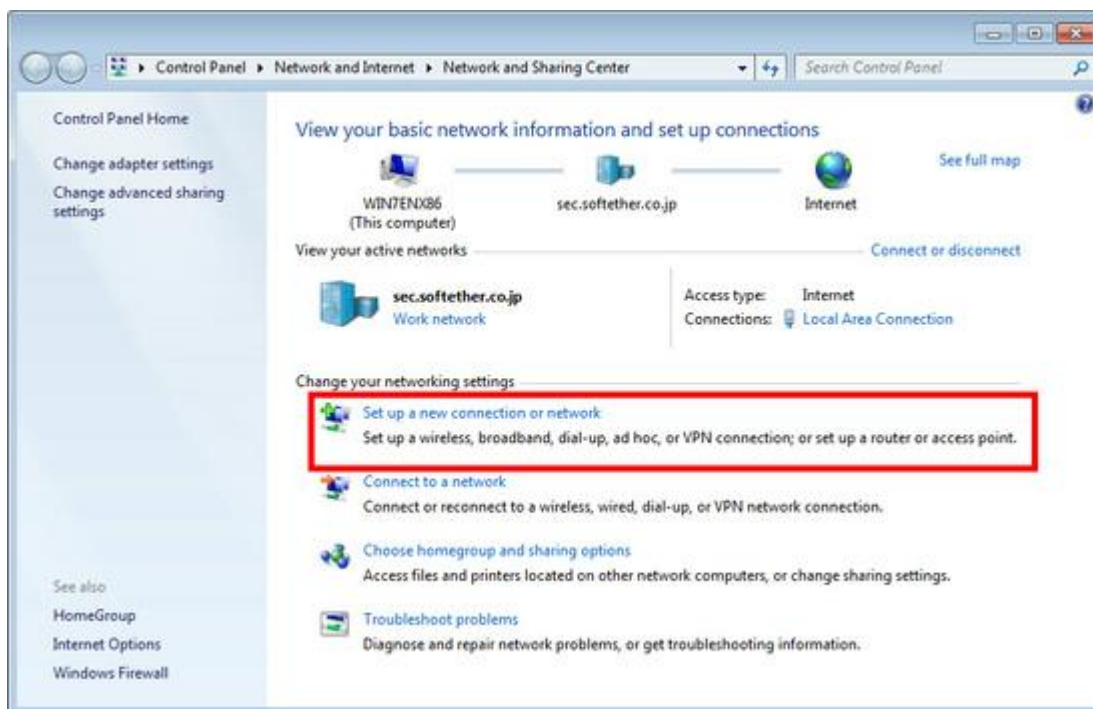 Control Panel ▸ Network and Internet ▸ Network and Sharing Center
Search Control Panel
Control Panel Home
Change adapter settings
Change advanced sharing
settings
View your basic network information and set up connections
See full map
WIN7ENX86
(This computer)
sec.softether.co.jp
Internet
View your active networks
Connect or disconnect
sec.softether.co.jp
Work network
Access type: Internet
Connections: Local Area Connection
Change your networking settings
Set up a new connection or network
Set up a wireless, broadband, dial-up, ad hoc, or VPN connection; or set up a router or access point.
Connect to a network
Connect or reconnect to a wireless, wired, dial-up, or VPN network connection.
Choose homegroup and sharing options
Access files and printers located on other network computers, or change sharing settings.
Troubleshoot problems
Diagnose and repair network problems, or get troubleshooting information.
See also
HomeGroup
Internet Options
Windows Firewall